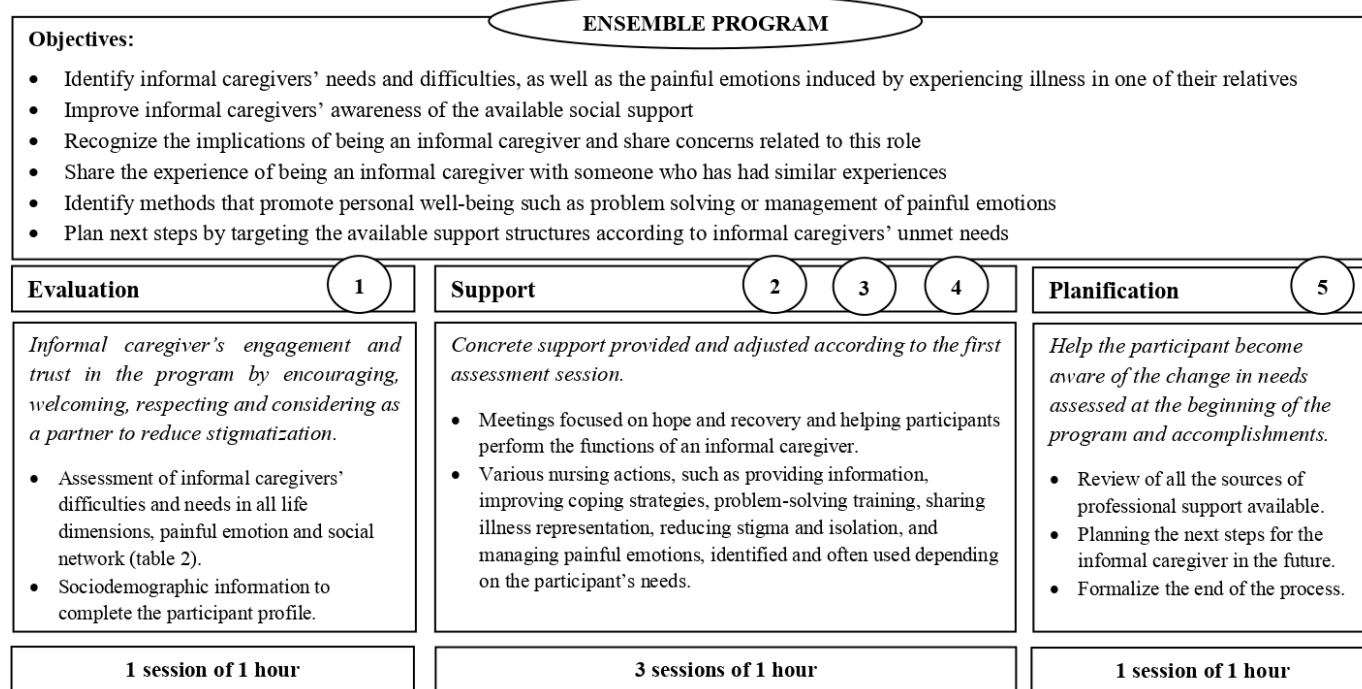 ENSEMBLE PROGRAM
Objectives:
• Identify informal caregivers’ needs and difficulties, as well as the painful emotions induced by experiencing illness in one of their relatives
• Improve informal caregivers’ awareness of the available social support
• Recognize the implications of being an informal caregiver and share concerns related to this role
• Share the experience of being an informal caregiver with someone who has had similar experiences
• Identify methods that promote personal well-being such as problem solving or management of painful emotions
• Plan next steps by targeting the available support structures according to informal caregivers’ unmet needs
Evaluation 1
Informal caregiver’s engagement and
trust in the program by encouraging,
welcoming, respecting and considering as
a partner to reduce stigmatization.
• Assessment of informal caregivers’
difficulties and needs in all life
dimensions, painful emotion and social
network (table 2).
• Sociodemographic information to
complete the participant profile.
1 session of 1 hour
Support 2 3 4
Concrete support provided and adjusted according to the first
assessment session.
• Meetings focused on hope and recovery and helping participants
perform the functions of an informal caregiver.
• Various nursing actions, such as providing information,
improving coping strategies, problem-solving training, sharing
illness representation, reducing stigma and isolation, and
managing painful emotions, identified and often used depending
on the participant’s needs.
3 sessions of 1 hour
Planification 5
Help the participant become
aware of the change in needs
assessed at the beginning of the
program and accomplishments.
• Review of all the sources of
professional support available.
• Planning the next steps for the
informal caregiver in the future.
• Formalize the end of the process.
1 session of 1 hour